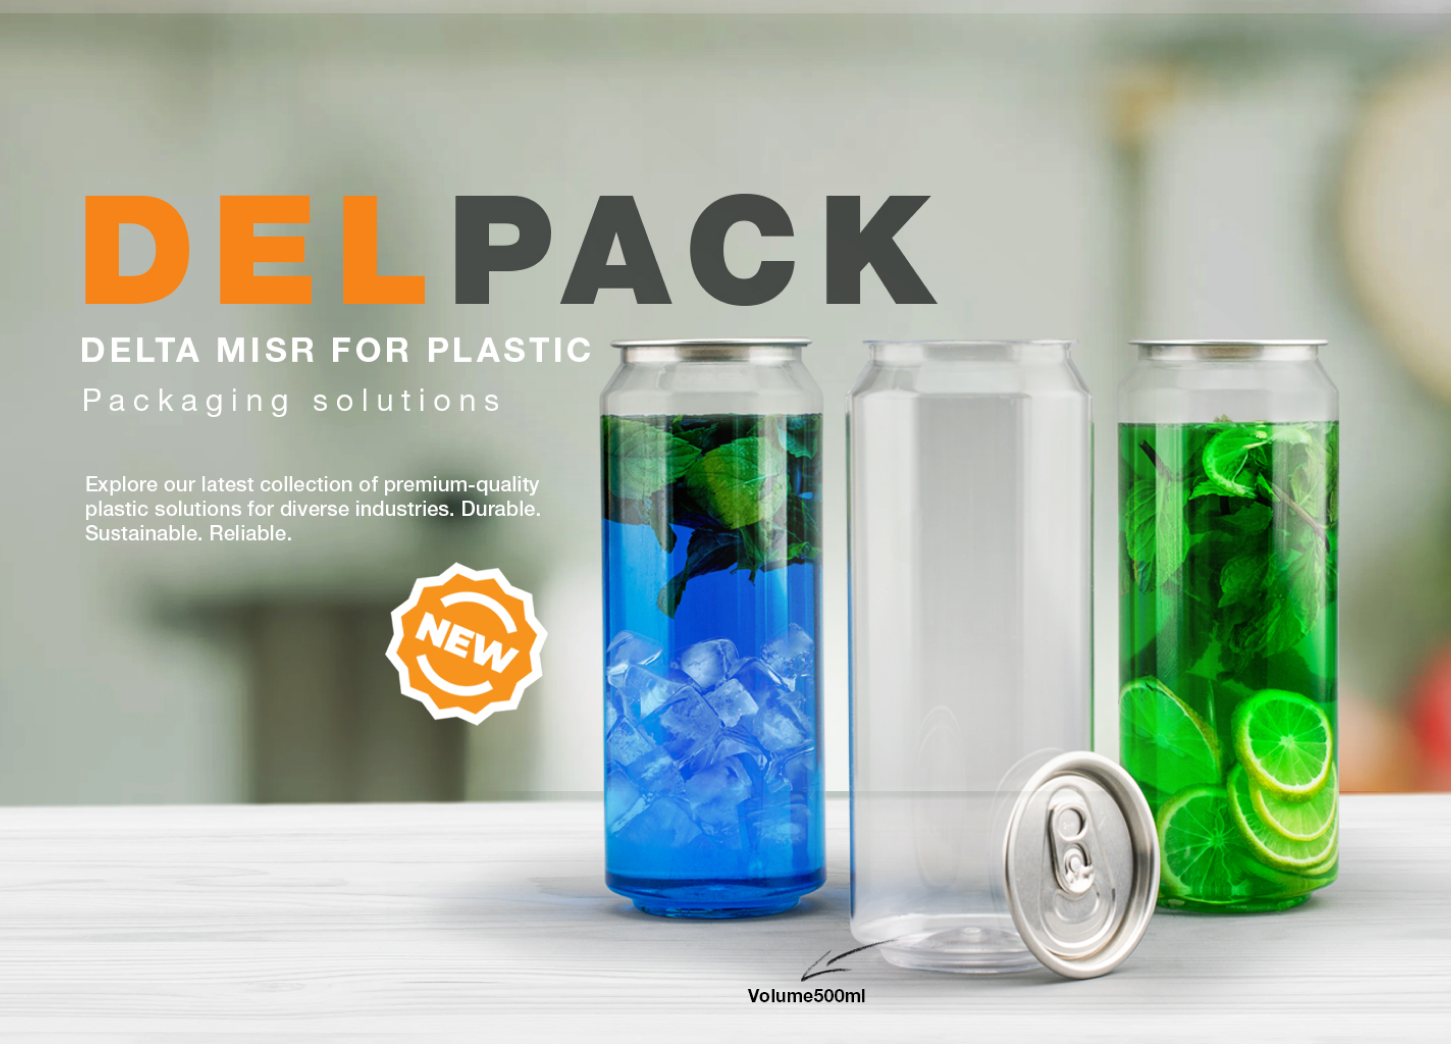 DELPACK
DELTA MISR FOR PLASTIC
Packaging solutions
Explore our latest collection of premium-quality
plastic solutions for diverse industries. Durable.
Sustainable. Reliable.
NEW
Volume500ml